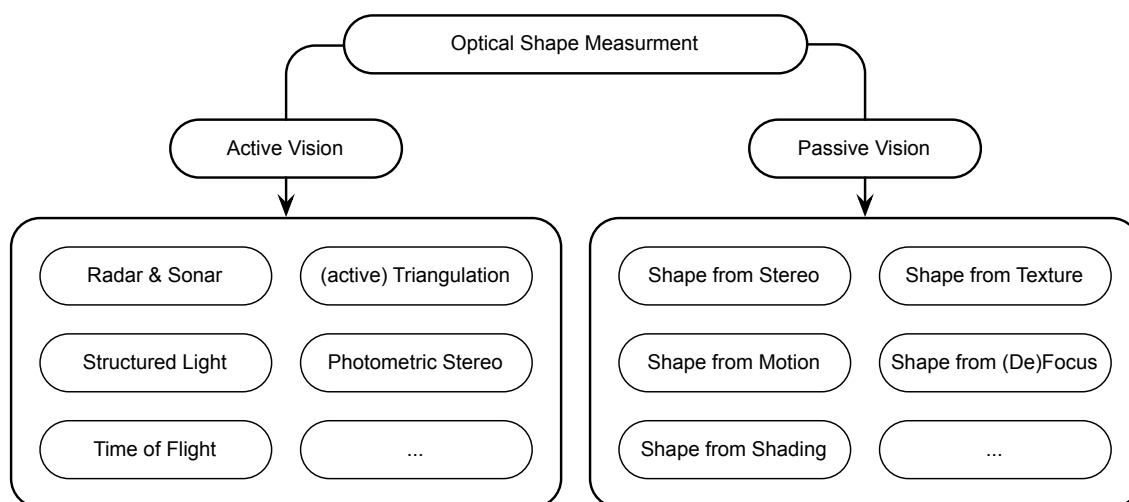 Optical Shape Measurment
Active Vision
Passive Vision
Radar & Sonar
(active) Triangulation
Structured Light
Photometric Stereo
Time of Flight
...
Shape from Stereo
Shape from Texture
Shape from Motion
Shape from (De)Focus
Shape from Shading
...